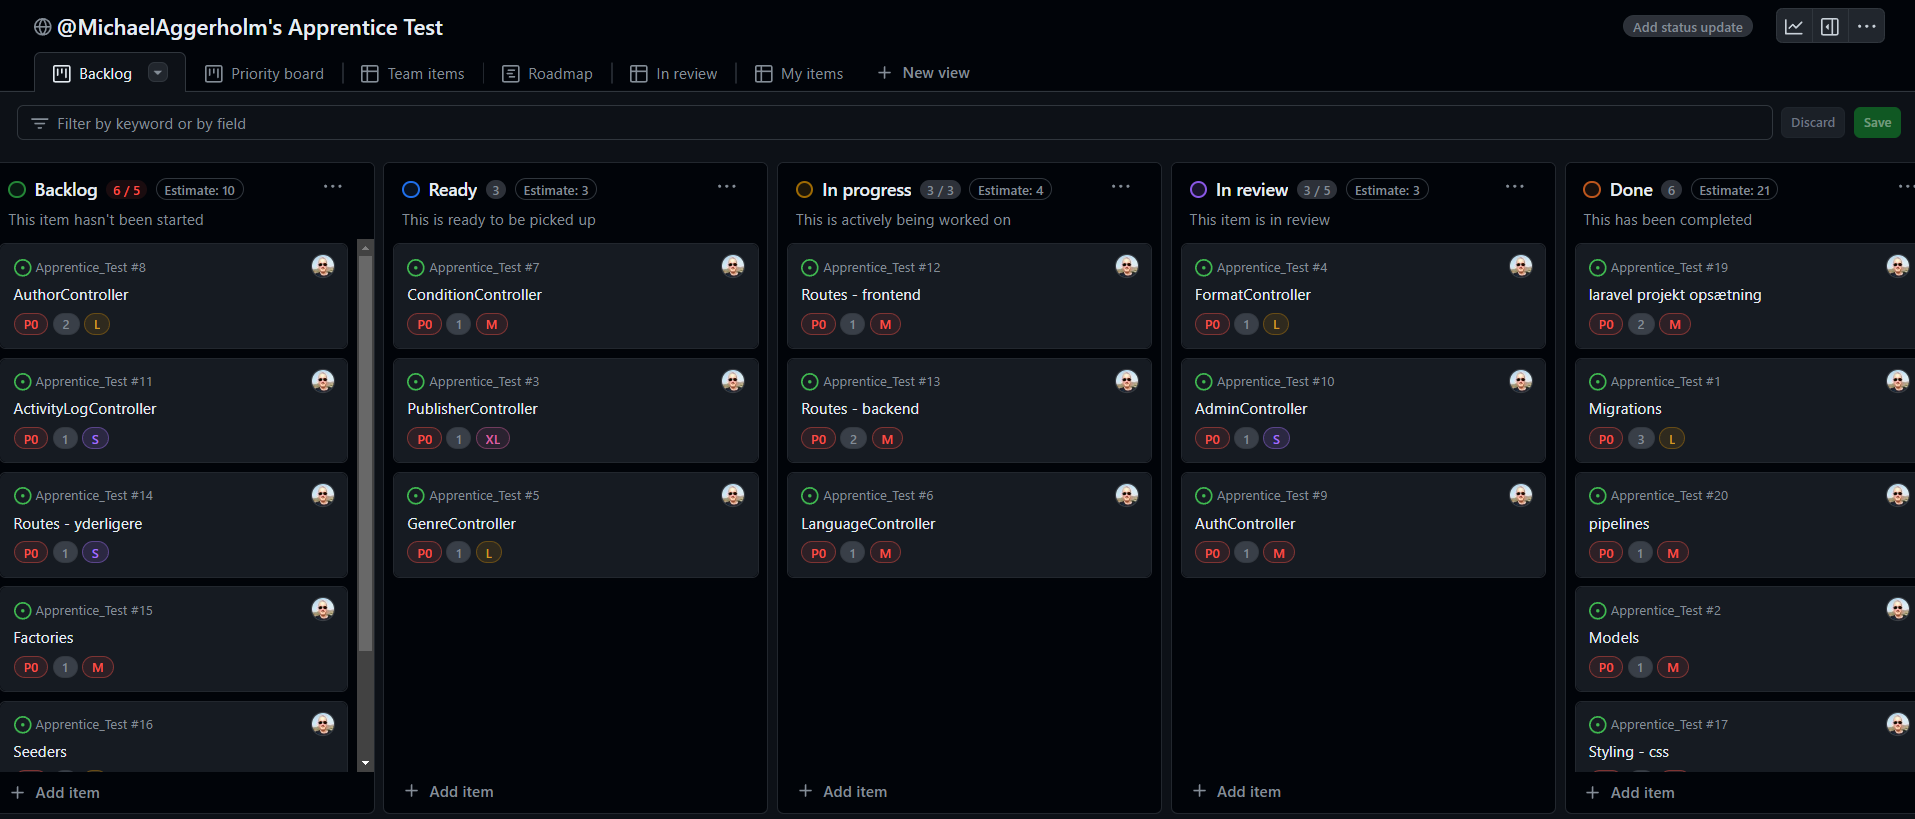 @MichaelAggerholm's Apprentice Test
Add status update
Backlog
Priority board
Team items
Roadmap
In review
My items
New view
Filter by keyword or by field
Discard
Save
Backlog 6 / 5 Estimate: 10
This item hasn't been started
Apprentice_Test #8
AuthorController
P0 2 L
Apprentice_Test #11
ActivityLogController
P0 1 S
Apprentice_Test #14
Routes - yderligere
P0 1 S
Apprentice_Test #15
Factories
P0 1 M
Apprentice_Test #16
Seeders
Add item
Ready 3 Estimate: 3
This is ready to be picked up
Apprentice_Test #7
ConditionController
P0 1 M
Apprentice_Test #3
PublisherController
P0 1 XL
Apprentice_Test #5
GenreController
P0 1 L
Add item
In progress 3 / 3 Estimate: 4
This is actively being worked on
Apprentice_Test #12
Routes - frontend
P0 1 M
Apprentice_Test #13
Routes - backend
P0 2 M
Apprentice_Test #6
LanguageController
P0 1 M
Add item
In review 3 / 5 Estimate: 3
This item is in review
Apprentice_Test #4
FormatController
P0 1 L
Apprentice_Test #10
AdminController
P0 1 S
Apprentice_Test #9
AuthController
P0 1 M
Add item
Done 6 Estimate: 21
This has been completed
Apprentice_Test #19
laravel projekt opsætning
P0 2 M
Apprentice_Test #1
Migrations
P0 3 L
Apprentice_Test #20
pipelines
P0 1 M
Apprentice_Test #2
Models
P0 1 M
Apprentice_Test #17
Styling - css
Add item